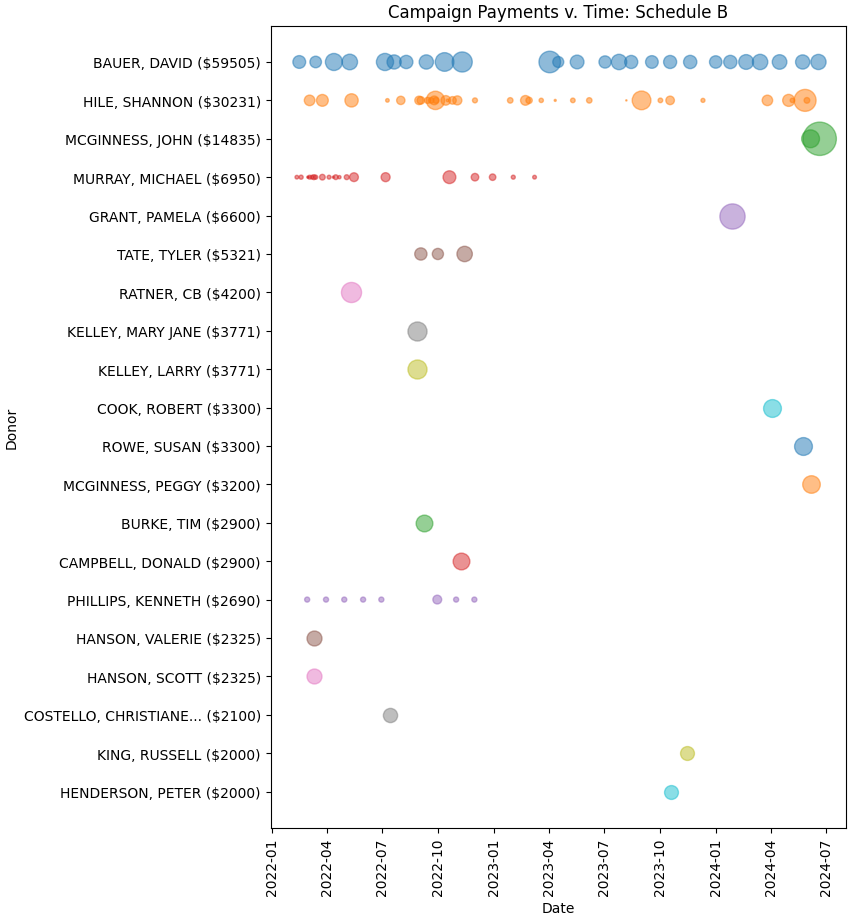 Campaign Payments v. Time: Schedule B
Donor
BAUER, DAVID ($59505)
HILE, SHANNON ($30231)
MCGINNESS, JOHN ($14835)
MURRAY, MICHAEL ($6950)
GRANT, PAMELA ($6600)
TATE, TYLER ($5321)
RATNER, CB ($4200)
KELLEY, MARY JANE ($3771)
KELLEY, LARRY ($3771)
COOK, ROBERT ($3300)
ROWE, SUSAN ($3300)
MCGINNESS, PEGGY ($3200)
BURKE, TIM ($2900)
CAMPBELL, DONALD ($2900)
PHILLIPS, KENNETH ($2690)
HANSON, VALERIE ($2325)
HANSON, SCOTT ($2325)
COSTELLO, CHRISTIANE... ($2100)
KING, RUSSELL ($2000)
HENDERSON, PETER ($2000)
2022-01
2022-04
2022-07
2022-10
2023-01
2023-04
2023-07
2023-10
2024-01
2024-04
2024-07
Date